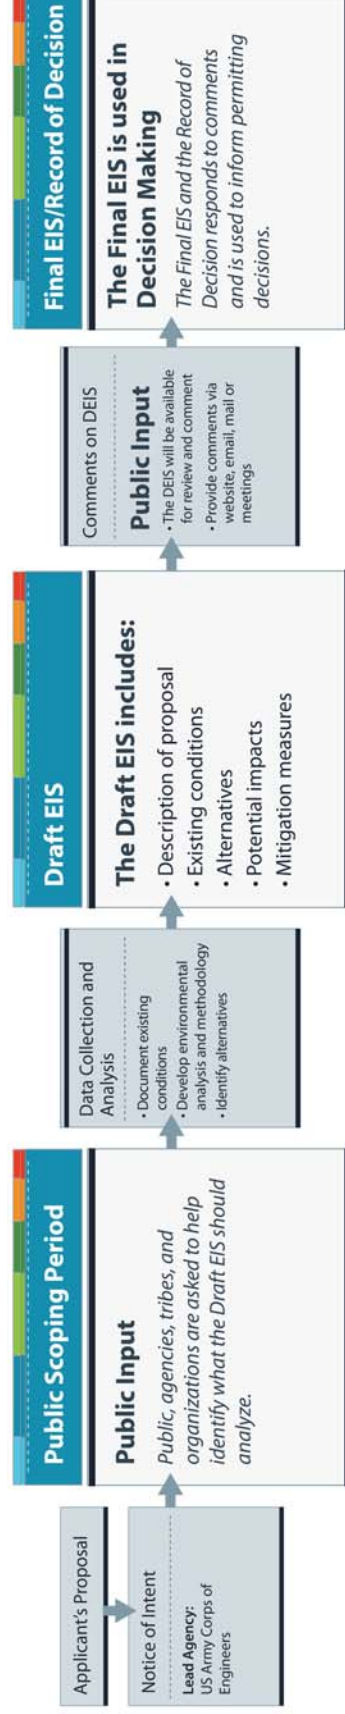 Applicant's Proposal
Notice of Intent
Lead Agency:
US Army Corps of
Engineers
Public Scoping Period
Public Input
Public, agencies, tribes, and
organizations are asked to help
identify what the Draft EIS should
analyze.
Data Collection and
Analysis
• Document existing
conditions
• Develop environmental
analysis and methodology
• Identify alternatives
Draft EIS
The Draft EIS includes:
• Description of proposal
• Existing conditions
• Alternatives
• Potential impacts
• Mitigation measures
Comments on DEIS
Public Input
• The DEIS will be available
for review and comment
• Provide comments via
website, email, mail or
meetings
Final EIS/Record of Decision
The Final EIS is used in
Decision Making
The Final EIS and the Record of
Decision responds to comments
and is used to inform permitting
decisions.